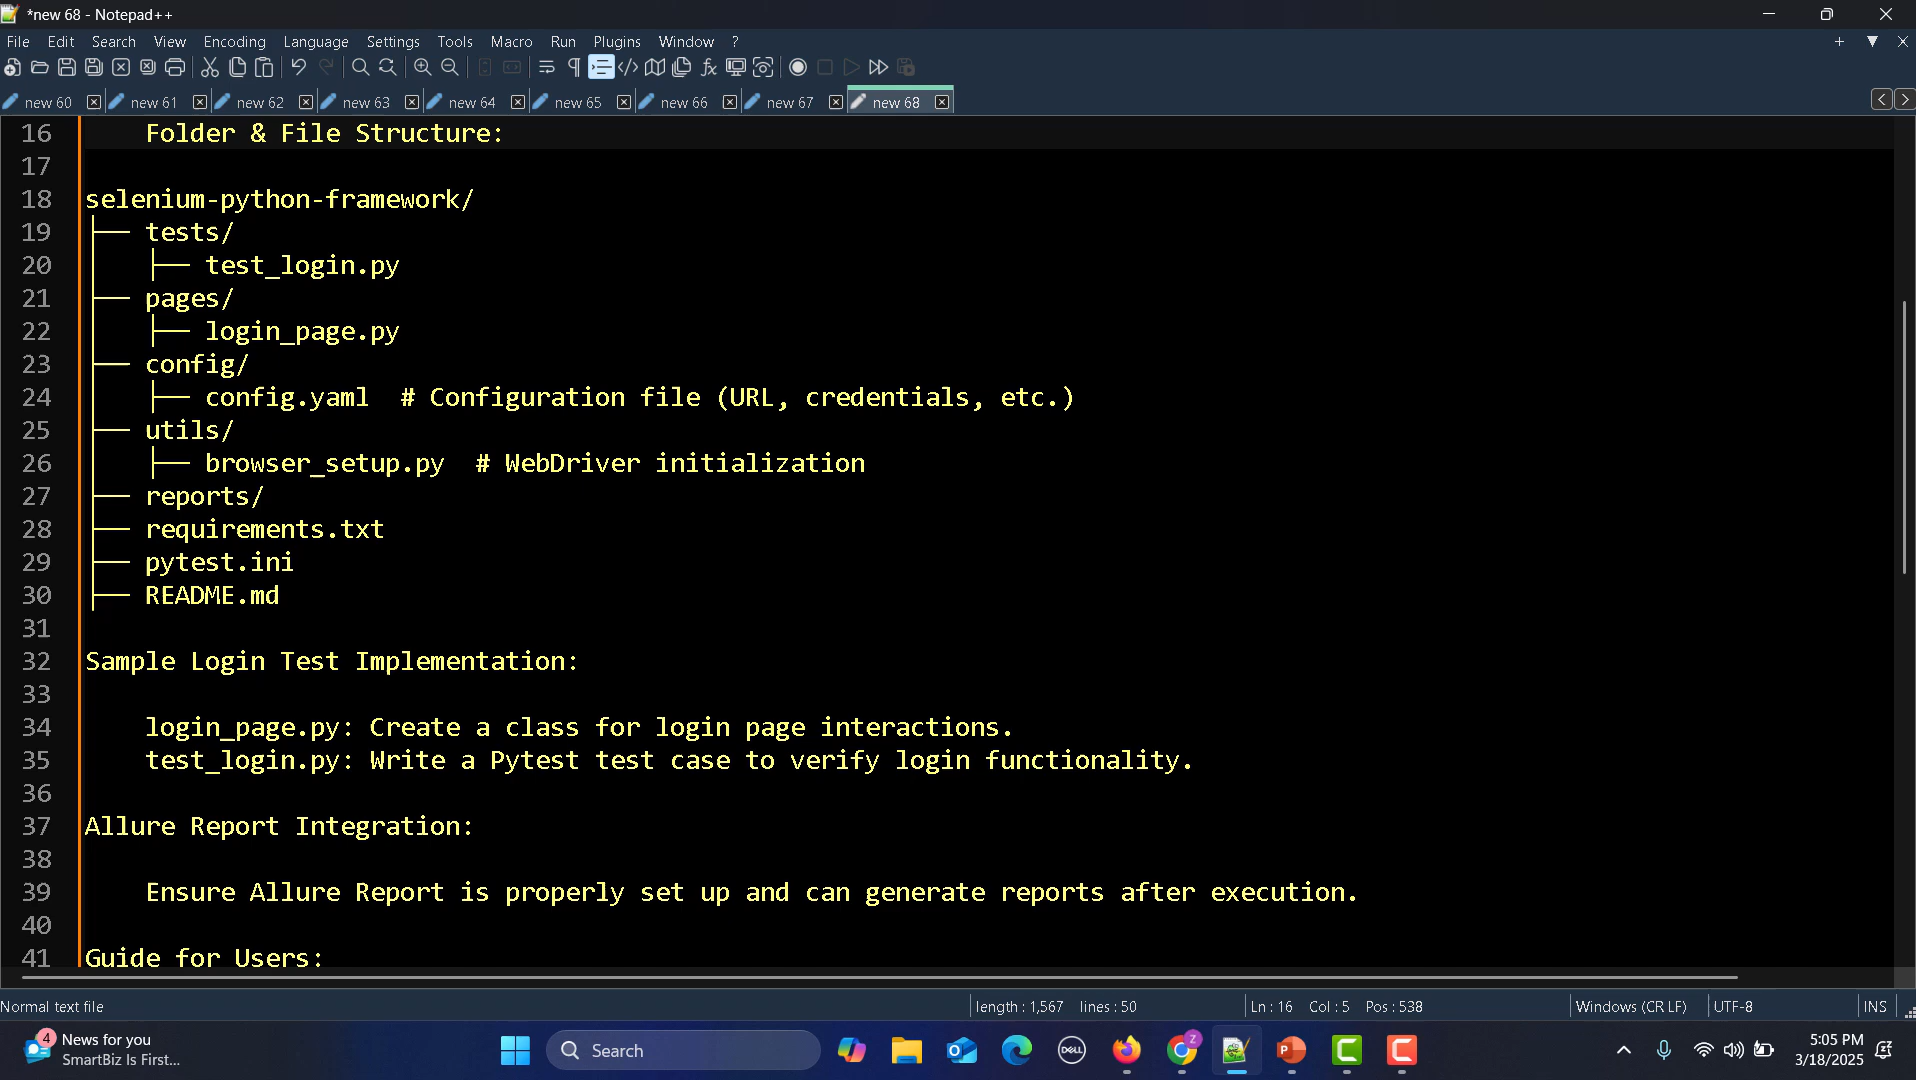 *new 68 - Notepad++
File Edit Search View Encoding Language Settings Tools Macro Run Plugins Window ?
new 60 new 61 new 62 new 63 new 64 new 65 new 66 new 67 new 68
16 Folder & File Structure:
17
18 selenium-python-framework/
19 ├── tests/
20 │   ├── test_login.py
21 ├── pages/
22 │   ├── login_page.py
23 ├── config/
24 │   ├── config.yaml  # Configuration file (URL, credentials, etc.)
25 ├── utils/
26 │   ├── browser_setup.py  # WebDriver initialization
27 ├── reports/
28 ├── requirements.txt
29 ├── pytest.ini
30 ├── README.md
31
32 Sample Login Test Implementation:
33
34 login_page.py: Create a class for login page interactions.
35 test_login.py: Write a Pytest test case to verify login functionality.
36
37 Allure Report Integration:
38
39 Ensure Allure Report is properly set up and can generate reports after execution.
40
41 Guide for Users:
Normal text file length : 1,567 lines : 50 Ln : 16 Col : 5 Pos : 538 Windows (CR LF) UTF-8 INS
4 News for you
SmartBiz Is First...
Search
DELL
Z
5:05 PM
3/18/2025